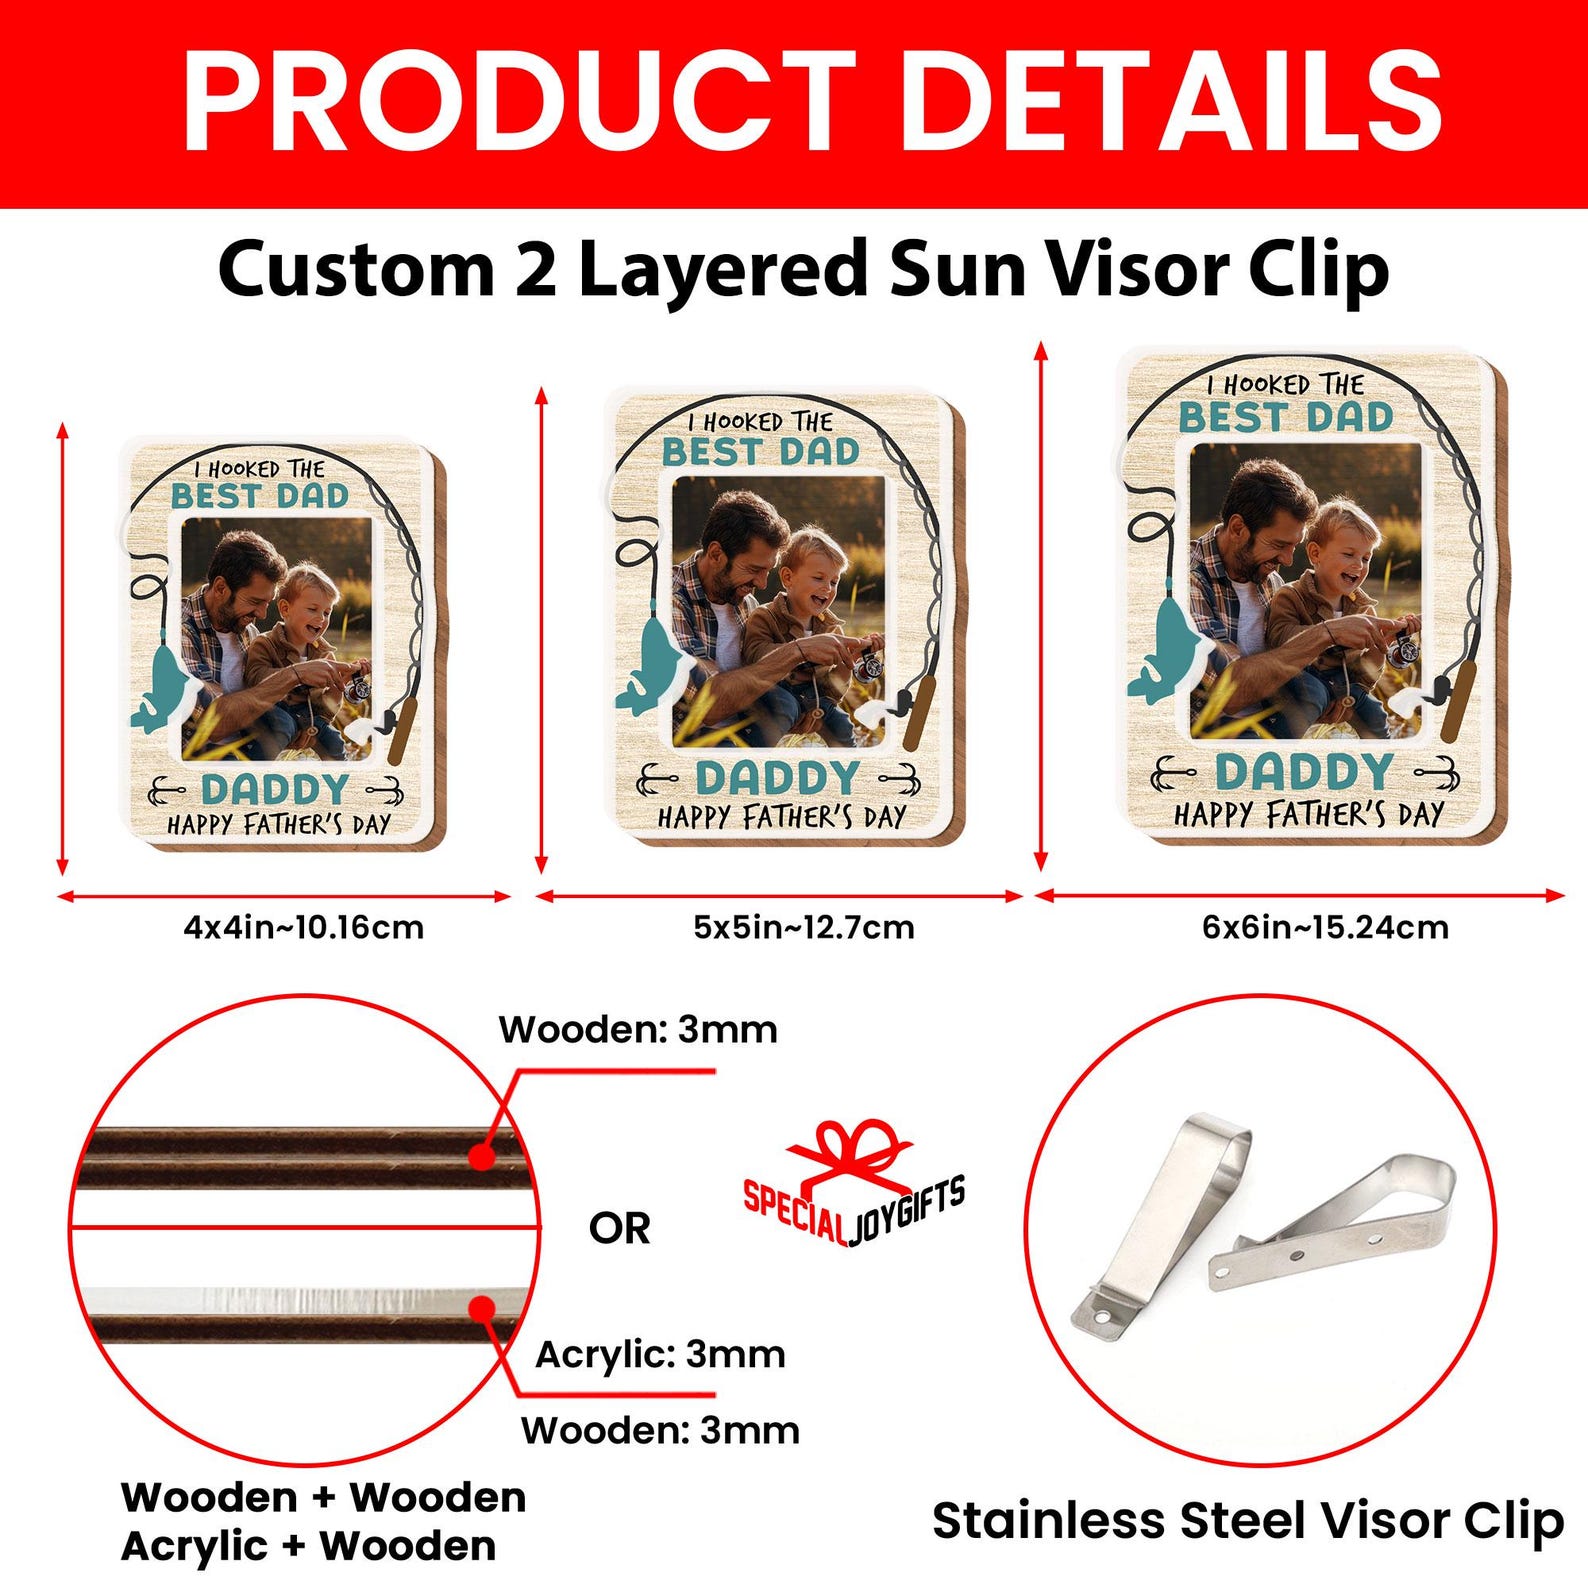 PRODUCT DETAILS
Custom 2 Layered Sun Visor Clip
I HOOKED THE
BEST DAD
DADDY
HAPPY FATHER'S DAY
I HOOKED THE
BEST DAD
DADDY
HAPPY FATHER'S DAY
I HOOKED THE
BEST DAD
DADDY
HAPPY FATHER'S DAY
4x4in~10.16cm
5x5in~12.7cm
6x6in~15.24cm
Wooden: 3mm
OR
SPECIALJOYGIFTS
Acrylic: 3mm
Wooden: 3mm
Wooden + Wooden
Acrylic + Wooden
Stainless Steel Visor Clip